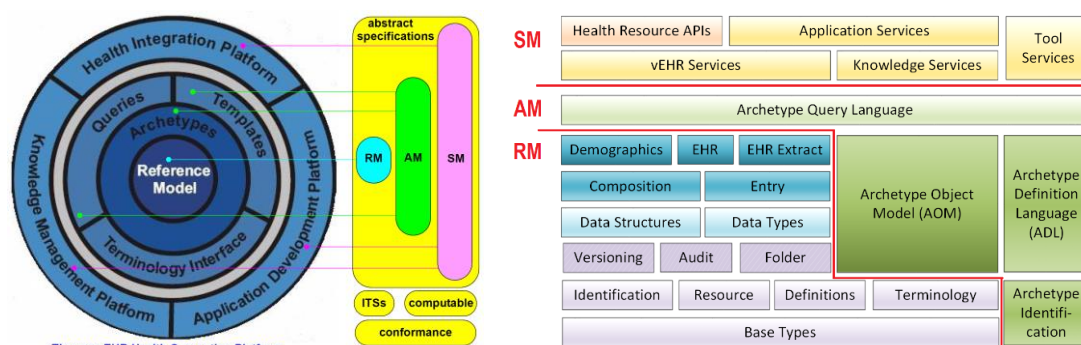 Health Integration Platform
Queries
Templates
Archetypes
Reference
Model
Terminology Interface
Knowledge Management Platform
Application Development Platform
abstract
specifications
RM
AM
SM
ITSs
computable
conformance
SM
Health Resource APIs
Application Services
Tool
Services
vEHR Services
Knowledge Services
AM
Archetype Query Language
RM
Demographics
EHR
EHR Extract
Composition
Entry
Data Structures
Data Types
Versioning
Audit
Folder
Archetype Object
Model (AOM)
Archetype
Definition
Language
(ADL)
Identification
Resource
Definitions
Terminology
Archetype
Identifi-
cation
Base Types